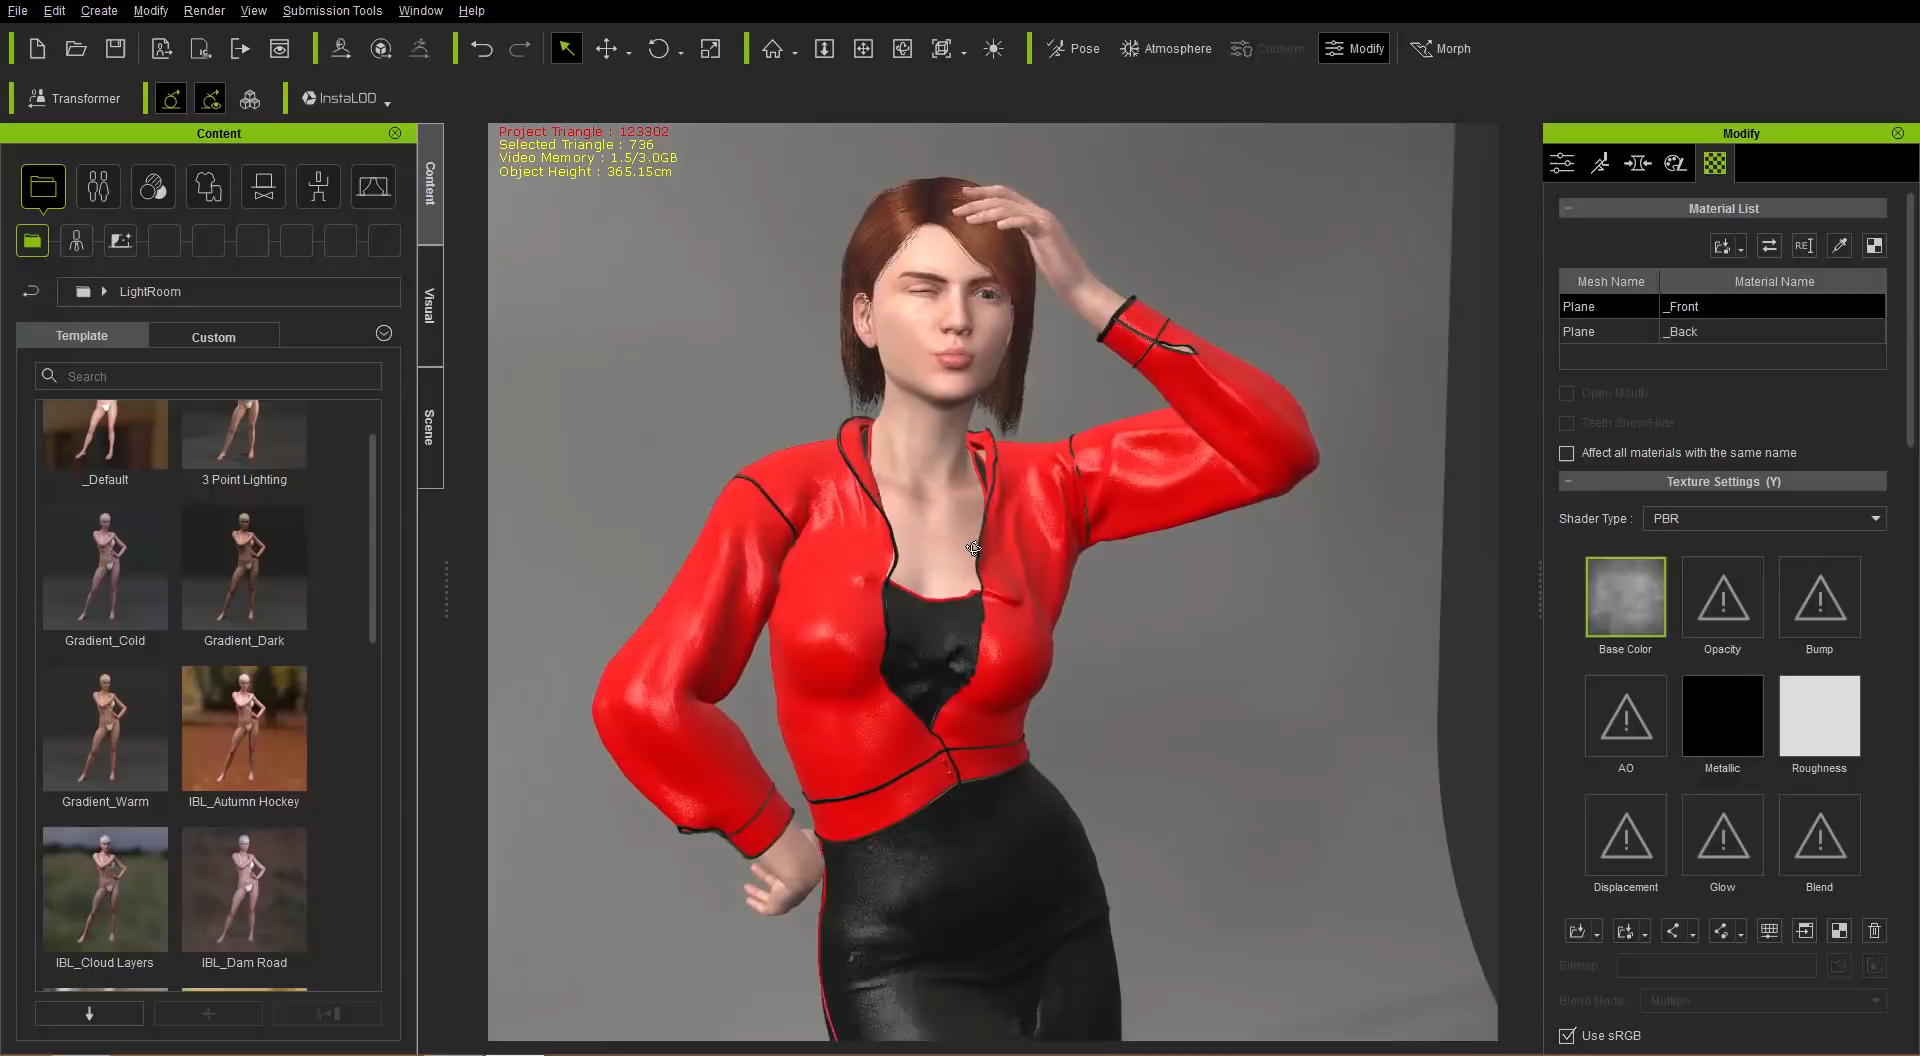 File Edit Create Modify Render View Submission Tools Window Help
Pose Atmosphere Conform Modify Morph
Transformer InstaLOD
Content
Content
Visual
Scene
LightRoom
Template Custom
Search
_Default 3 Point Lighting
Gradient_Cold Gradient_Dark
Gradient_Warm IBL_Autumn Hockey
IBL_Cloud Layers IBL_Dam Road
Project Triangle : 123302
Selected Triangle : 736
Video Memory : 1.5/3.0GB
Object Height : 365.15cm
Modify
Material List
RE
Mesh Name Material Name
Plane _Front
Plane _Back
Open Mouth
Teeth Show/Hide
Affect all materials with the same name
Texture Settings (Y)
Shader Type : PBR
Base Color Opacity Bump
AO Metallic Roughness
Displacement Glow Blend
Bitmap:
Blend Mode: Multiply
Use sRGB